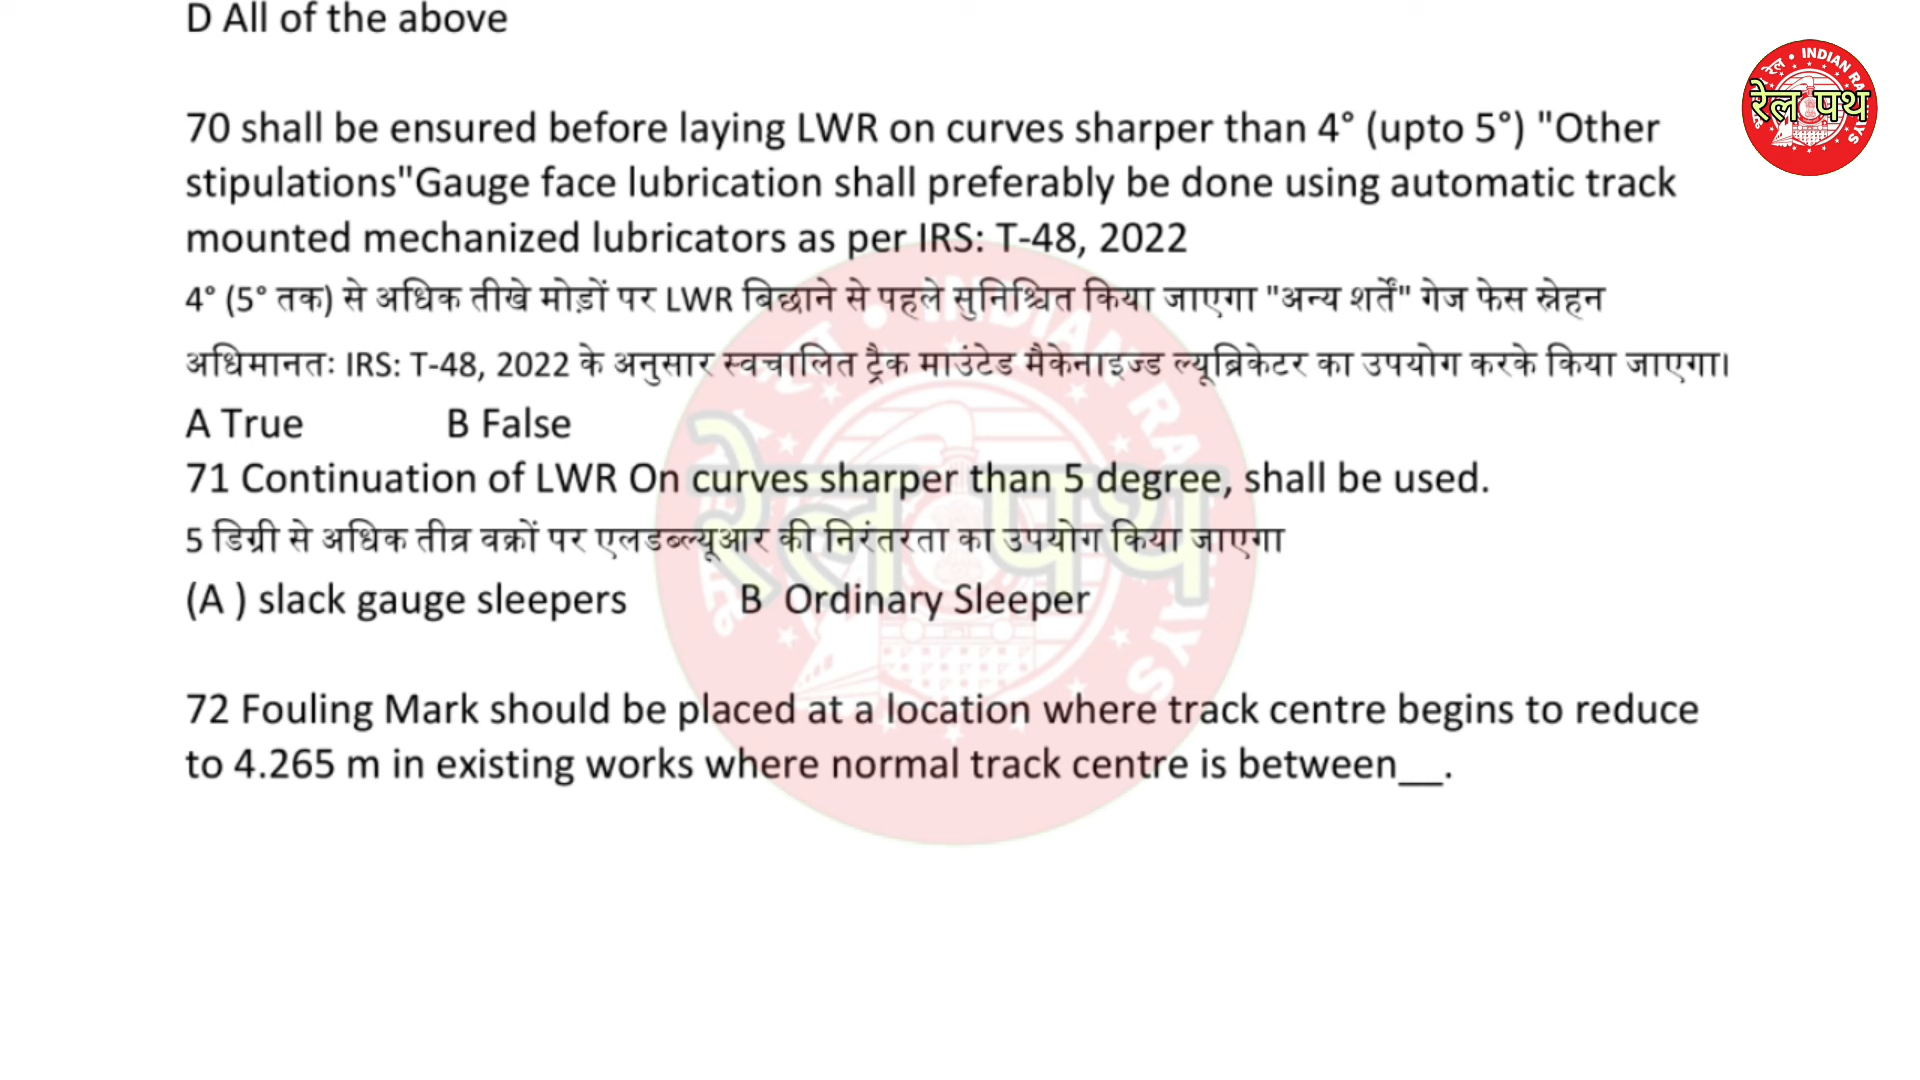 D All of the above
70 shall be ensured before laying LWR on curves sharper than 4° (upto 5°) "Other
stipulations"Gauge face lubrication shall preferably be done using automatic track
mounted mechanized lubricators as per IRS: T-48, 2022
4° (5° तक) से अधिक तीखे मोड़ों पर LWR बिछाने से पहले सुनिश्चित किया जाएगा "अन्य शर्तें" गेज फेस स्नेहन
अधिमानतः IRS: T-48, 2022 के अनुसार स्वचालित ट्रैक माउंटेड मैकेनाइज्ड ल्यूब्रिकेटर का उपयोग करके किया जाएगा।
A True B False
71 Continuation of LWR On curves sharper than 5 degree, shall be used.
5 डिग्री से अधिक तीव्र वक्रों पर एलडब्ल्यूआर की निरंतरता का उपयोग किया जाएगा
(A ) slack gauge sleepers B Ordinary Sleeper
72 Fouling Mark should be placed at a location where track centre begins to reduce
to 4.265 m in existing works where normal track centre is between__.
रेल पथ
INDIAN RAILWAYS
रेल पथ